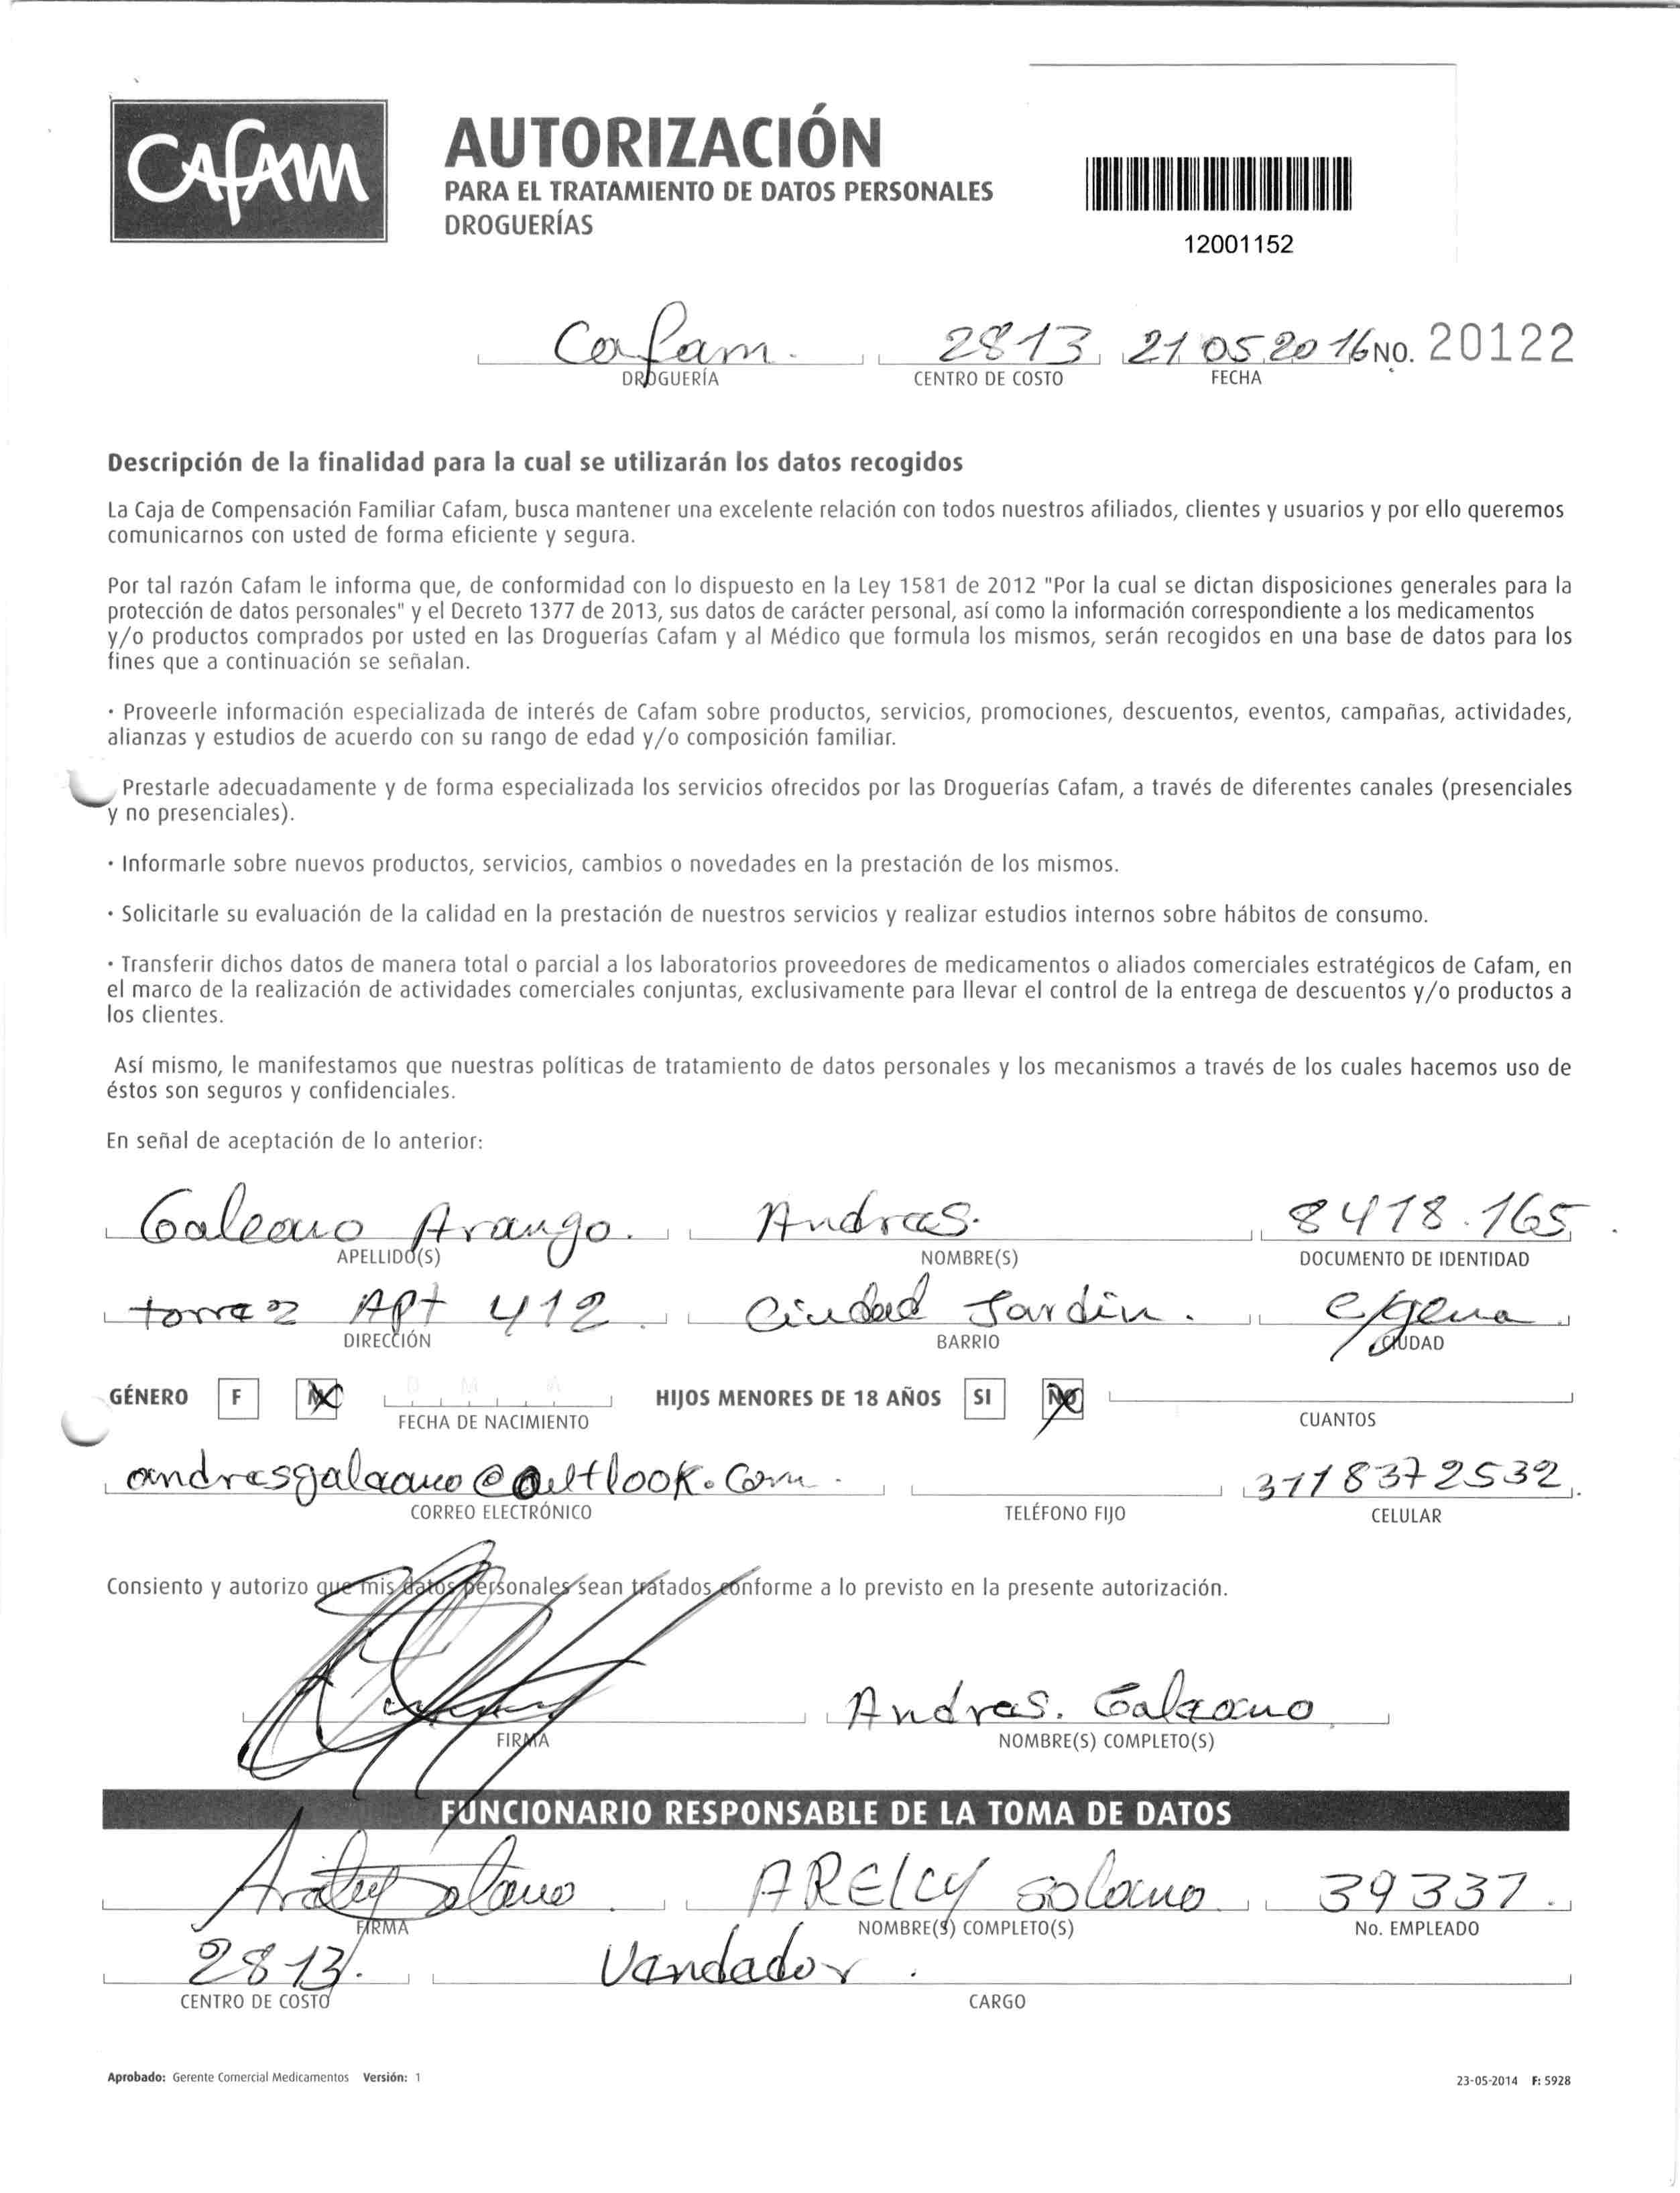 CAFAM
AUTORIZACIÓN
PARA EL TRATAMIENTO DE DATOS PERSONALES
DROGUERÍAS
12001152
Cafam. 2813 21 05 2016 No. 20122
DROGUERÍA CENTRO DE COSTO FECHA
Descripción de la finalidad para la cual se utilizarán los datos recogidos
La Caja de Compensación Familiar Cafam, busca mantener una excelente relación con todos nuestros afiliados, clientes y usuarios y por ello queremos
comunicarnos con usted de forma eficiente y segura.
Por tal razón Cafam le informa que, de conformidad con lo dispuesto en la Ley 1581 de 2012 "Por la cual se dictan disposiciones generales para la
protección de datos personales" y el Decreto 1377 de 2013, sus datos de carácter personal, así como la información correspondiente a los medicamentos
y/o productos comprados por usted en las Droguerías Cafam y al Médico que formula los mismos, serán recogidos en una base de datos para los
fines que a continuación se señalan.
· Proveerle información especializada de interés de Cafam sobre productos, servicios, promociones, descuentos, eventos, campañas, actividades,
alianzas y estudios de acuerdo con su rango de edad y/o composición familiar.
Prestarle adecuadamente y de forma especializada los servicios ofrecidos por las Droguerías Cafam, a través de diferentes canales (presenciales
y no presenciales).
· Informarle sobre nuevos productos, servicios, cambios o novedades en la prestación de los mismos.
· Solicitarle su evaluación de la calidad en la prestación de nuestros servicios y realizar estudios internos sobre hábitos de consumo.
· Transferir dichos datos de manera total o parcial a los laboratorios proveedores de medicamentos o aliados comerciales estratégicos de Cafam, en
el marco de la realización de actividades comerciales conjuntas, exclusivamente para llevar el control de la entrega de descuentos y/o productos a
los clientes.
Así mismo, le manifestamos que nuestras políticas de tratamiento de datos personales y los mecanismos a través de los cuales hacemos uso de
éstos son seguros y confidenciales.
En señal de aceptación de lo anterior:
Galeano Arango. Andres. 8418.165
APELLIDO(S) NOMBRE(S) DOCUMENTO DE IDENTIDAD
torre 2 Apt 412 Ciudad Jardin. c/gena
DIRECCIÓN BARRIO CIUDAD
GÉNERO F M D M A HIJOS MENORES DE 18 AÑOS SI NO
FECHA DE NACIMIENTO CUANTOS
andresgaleano@outlook.com. 3118372532
CORREO ELECTRÓNICO TELÉFONO FIJO CELULAR
Consiento y autorizo que mis datos personales sean tratados conforme a lo previsto en la presente autorización.
Andres. Galeano
FIRMA NOMBRE(S) COMPLETO(S)
FUNCIONARIO RESPONSABLE DE LA TOMA DE DATOS
Arelcy Solano ARElcy solano 39337.
FIRMA NOMBRE(S) COMPLETO(S) No. EMPLEADO
2813. Vendedor.
CENTRO DE COSTO CARGO
Aprobado: Gerente Comercial Medicamentos Versión: 1 23-05-2014 F: 5928